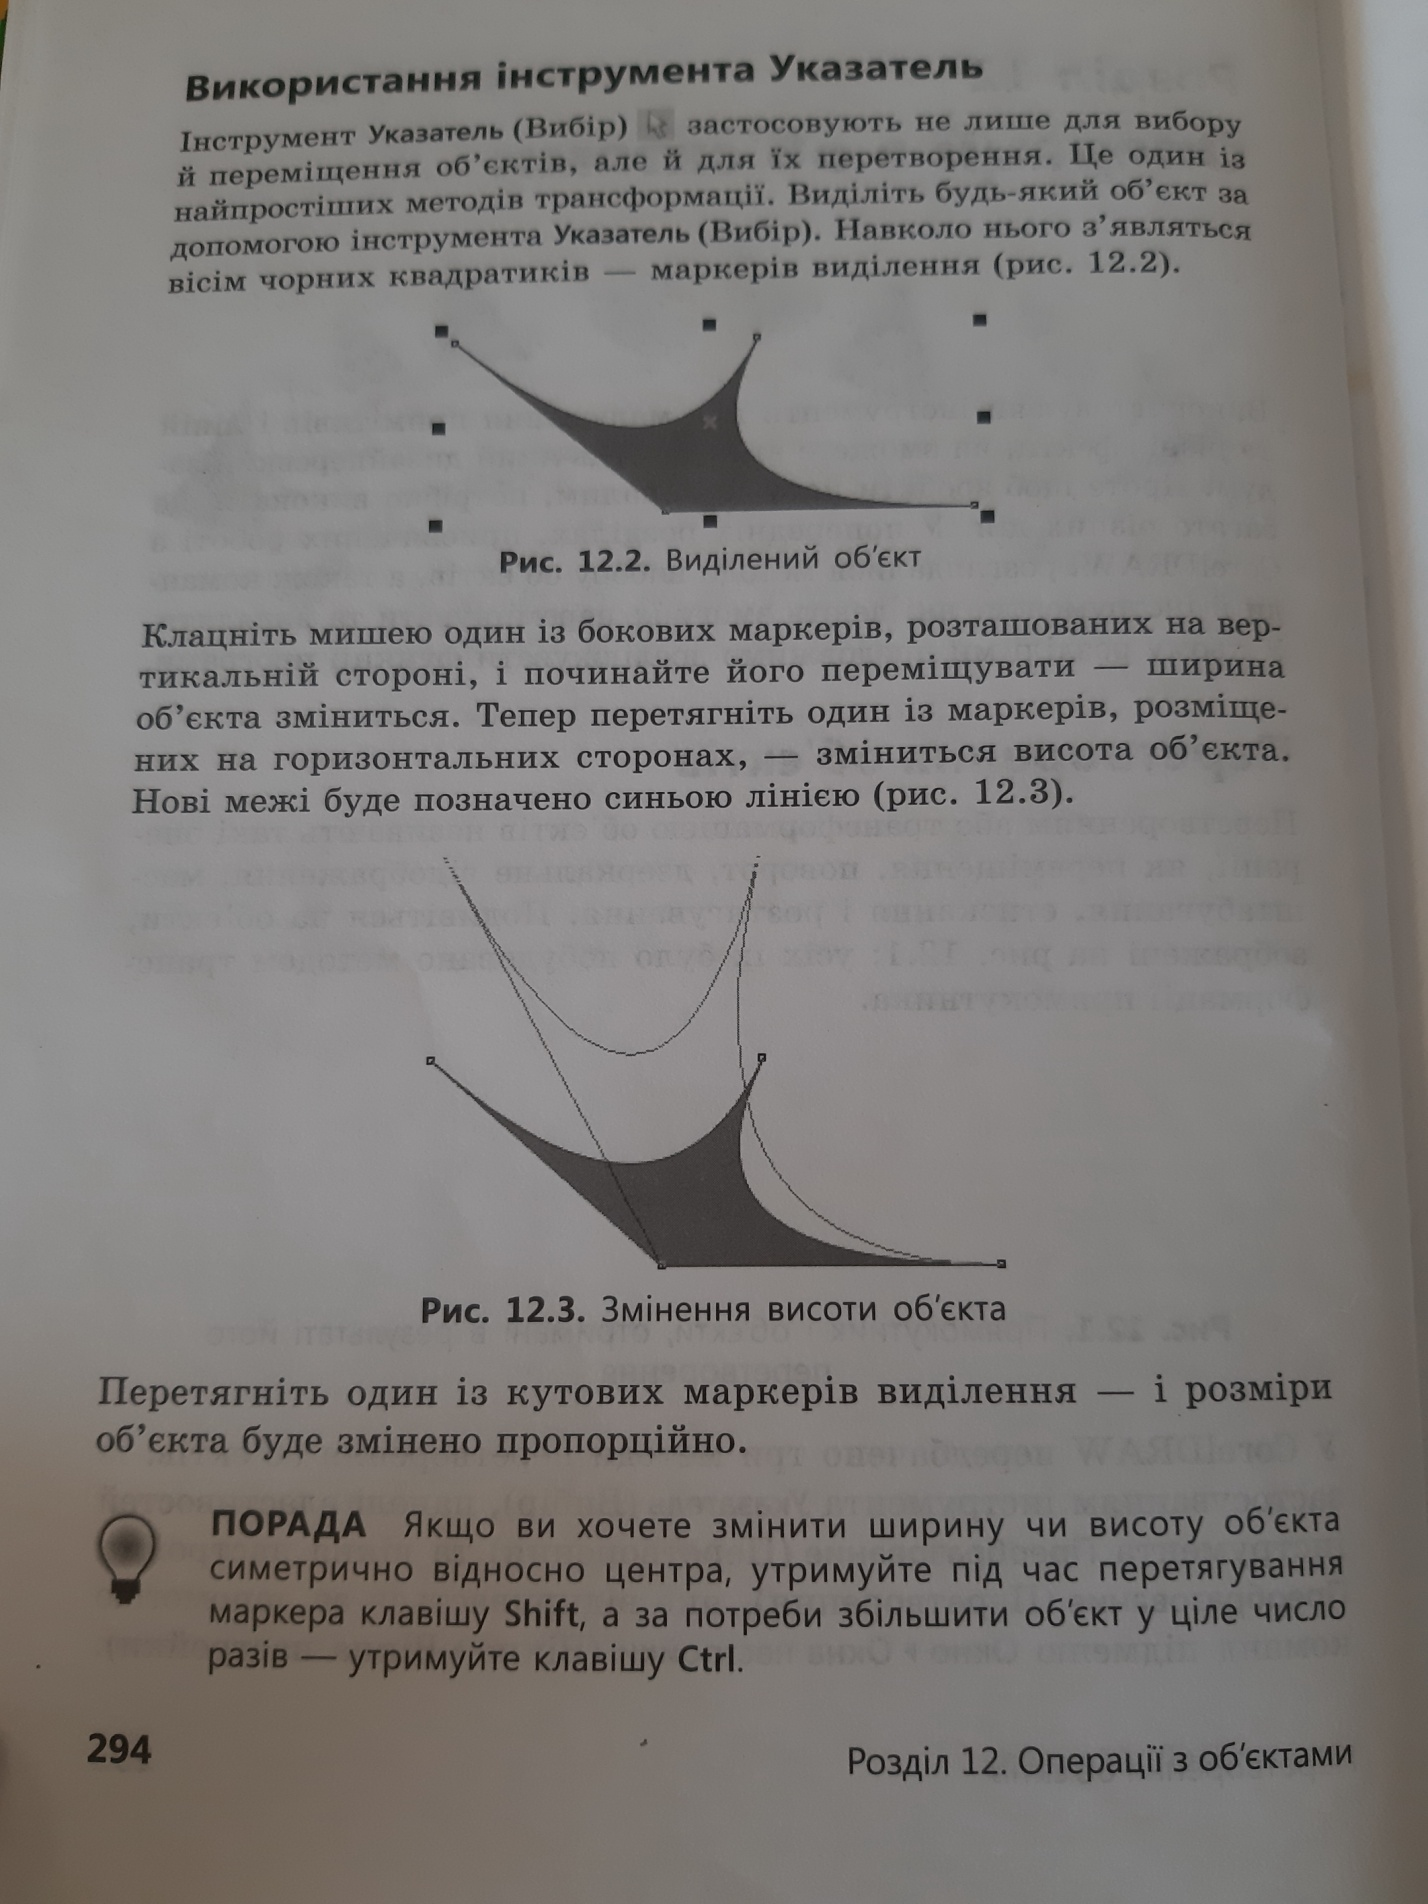 Використання інструмента Указатель
Інструмент Указатель (Вибір) застосовують не лише для вибору
й переміщення об’єктів, але й для їх перетворення. Це один із
найпростіших методів трансформації. Виділіть будь-який об’єкт за
допомогою інструмента Указатель (Вибір). Навколо нього з’являться
вісім чорних квадратиків — маркерів виділення (рис. 12.2).
Рис. 12.2. Виділений об’єкт
Клацніть мишею один із бокових маркерів, розташованих на вер-
тикальній стороні, і починайте його переміщувати — ширина
об’єкта зміниться. Тепер перетягніть один із маркерів, розміще-
них на горизонтальних сторонах, — зміниться висота об’єкта.
Нові межі буде позначено синьою лінією (рис. 12.3).
Рис. 12.3. Змінення висоти об’єкта
Перетягніть один із кутових маркерів виділення — і розміри
об’єкта буде змінено пропорційно.
ПОРАДА Якщо ви хочете змінити ширину чи висоту об’єкта
симетрично відносно центра, утримуйте під час перетягування
маркера клавішу Shift, а за потреби збільшити об’єкт у ціле число
разів — утримуйте клавішу Ctrl.
294
Розділ 12. Операції з об’єктами